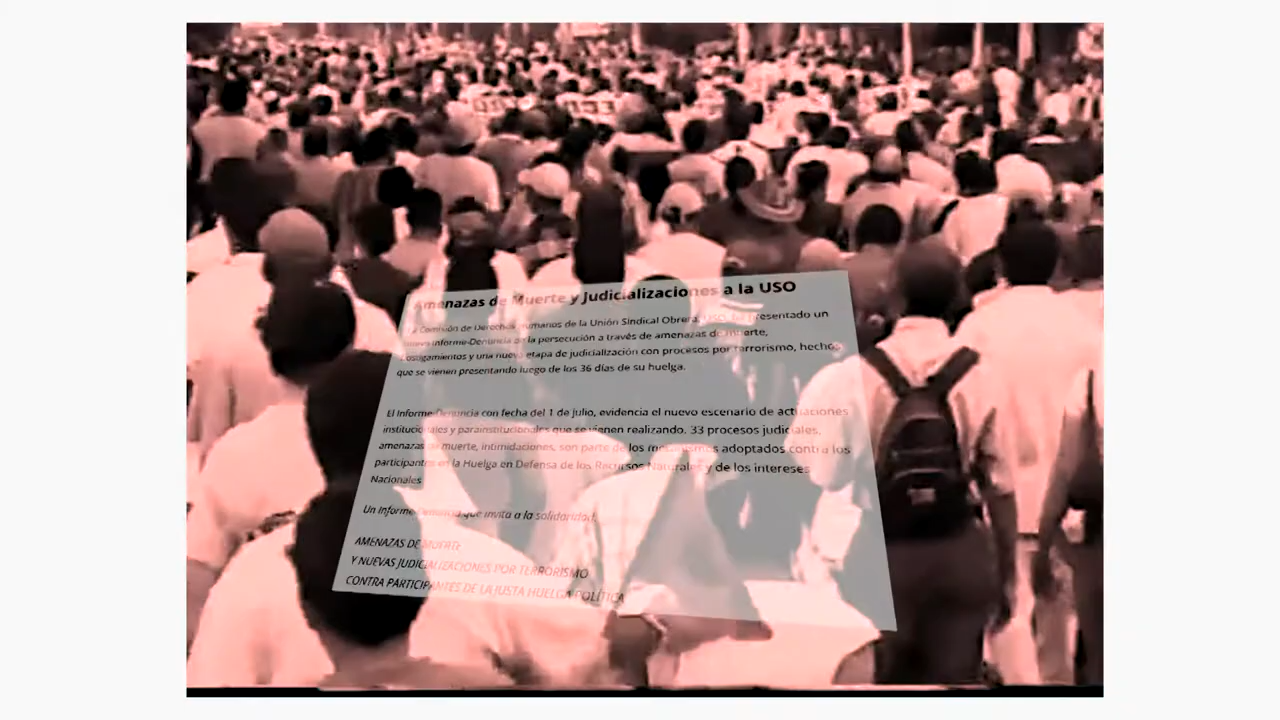 Amenazas de Muerte y Judicializaciones a la USO
La Comisión de Derechos Humanos de la Unión Sindical Obrera, USO, ha presentado un
nuevo Informe-Denuncia de la persecución a través de amenazas de muerte,
hostigamientos y una nueva etapa de judicialización con procesos por terrorismo, hechos
que se vienen presentando luego de los 36 días de su huelga.
El Informe-Denuncia con fecha del 1 de julio, evidencia el nuevo escenario de actuaciones
institucionales y parainstitucionales que se vienen realizando. 33 procesos judiciales,
amenazas de muerte, intimidaciones, son parte de los mecanismos adoptados contra los
participantes en la Huelga en Defensa de los Recursos Naturales y de los intereses
Nacionales
Un Informe-Denuncia que invita a la solidaridad:
AMENAZAS DE MUERTE
Y NUEVAS JUDICIALIZACIONES POR TERRORISMO
CONTRA PARTICIPANTES DE LA JUSTA HUELGA POLÍTICA